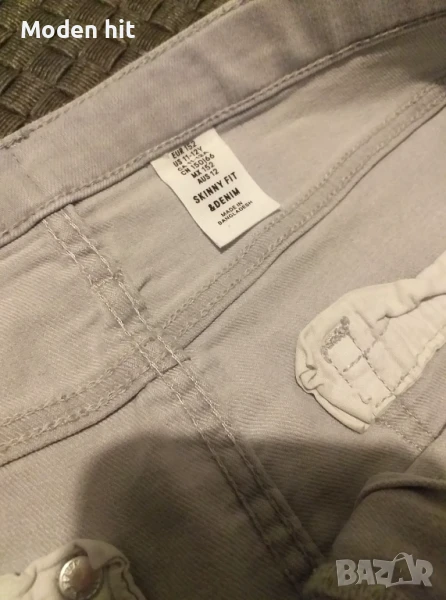 Moden hit
EUR 152
US 11-12Y
CN 150/66
MX 152
AUS 12
SKINNY FIT
&DENIM
MADE IN
BANGLADESH
BAZAR